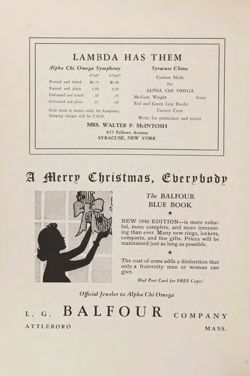 LAMBDA HAS THEM
Alpha Chi Omega Symphony
Syracuse China
Custom Made
for
ALPHA CHI OMEGA
Medium Weight Ivory
Red and Green Line Border
Center Crest
Write for particulars and prices
Framed and tinted
Framed and plain
Unframed and tinted
Unframed and plain
Send check or money order for Symphony.
Shipping charges will be C.O.D.
MRS. WALTER P. McINTOSH
435 Fellows Avenue
SYRACUSE, NEW YORK
A Merry Christmas, Everybody
The BALFOUR
BLUE BOOK
NEW 1940 EDITION—is more color-
ful, more complete, and more interest-
ing than ever. Many new rings, lockets,
compacts, and fine gifts. Prices will be
maintained just as long as possible.
The coat of arms adds a distinction that
only a fraternity man or woman can
give.
Mail Post Card for FREE Copy!
Official Jeweler to Alpha Chi Omega
L. G. BALFOUR COMPANY
ATTLEBORO MASS.